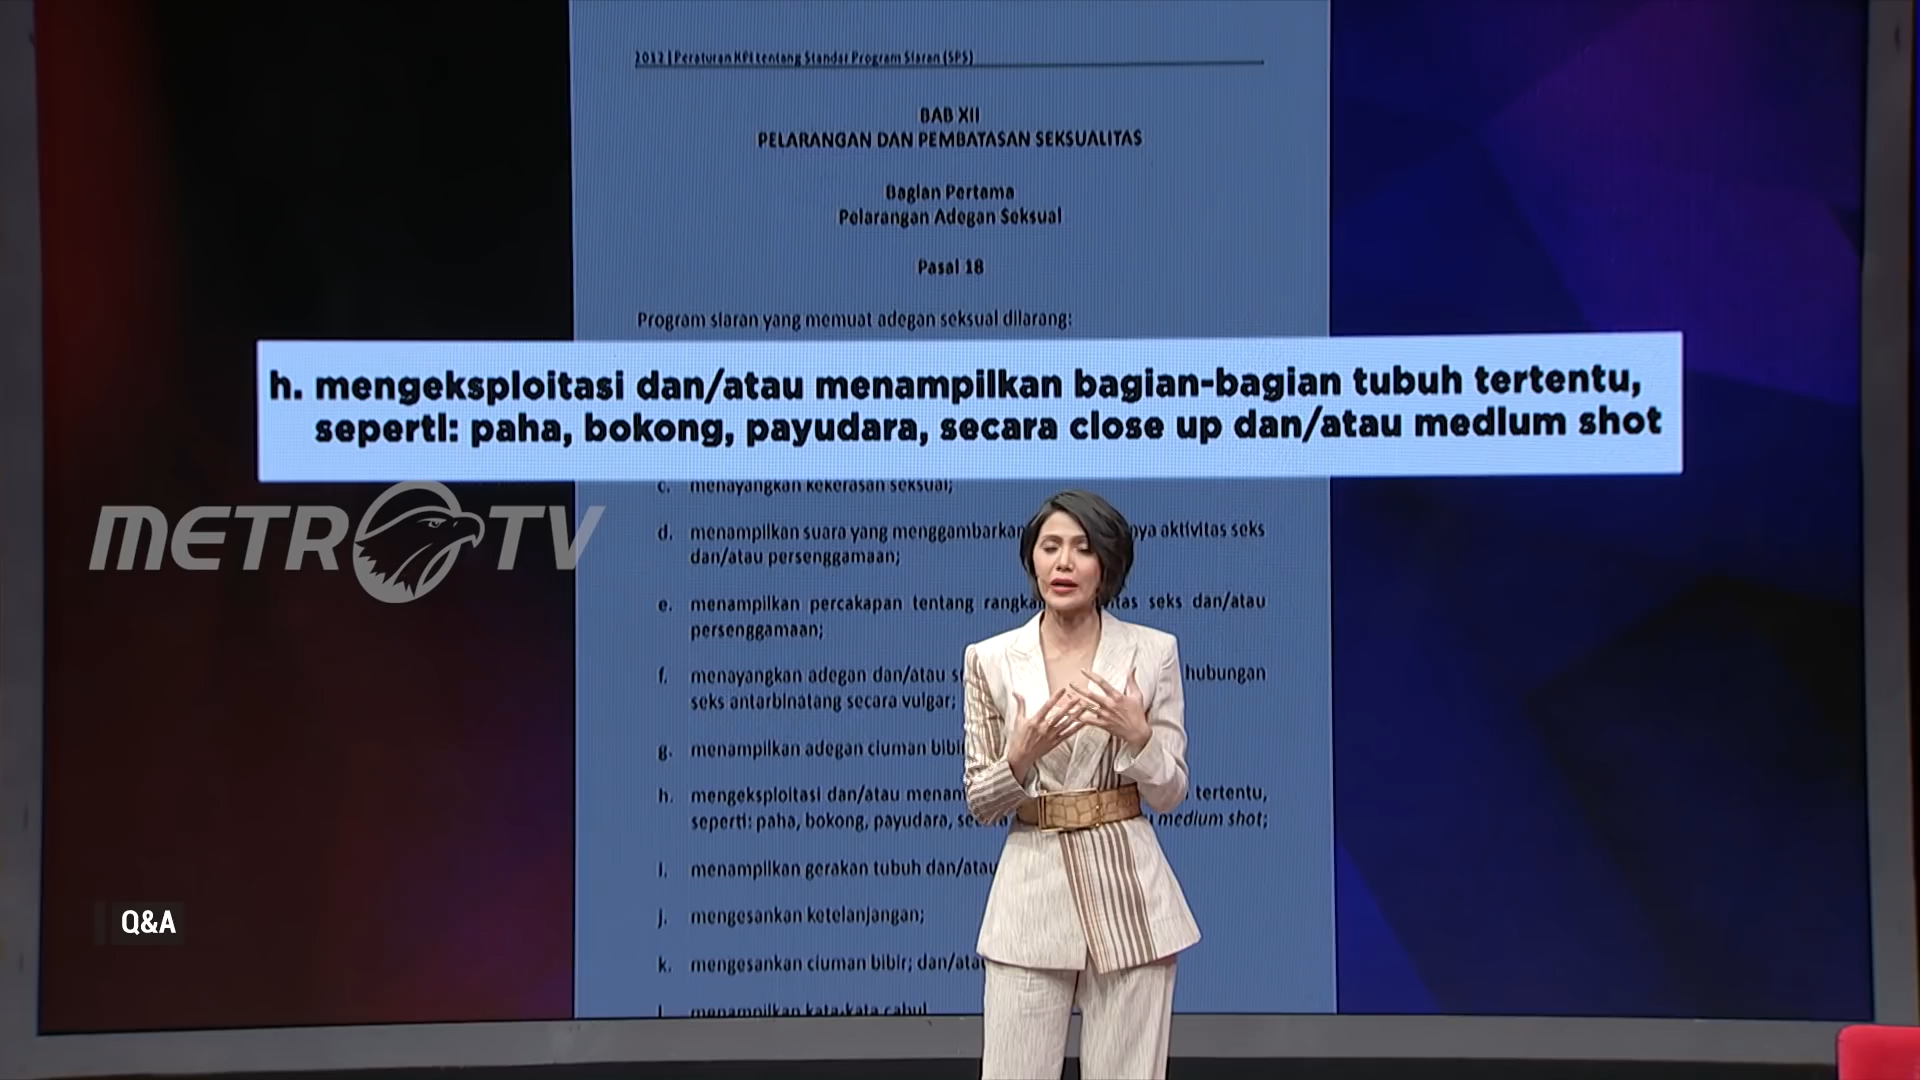 2012 | Peraturan KPI tentang Standar Program Siaran (SPS)
BAB XII
PELARANGAN DAN PEMBATASAN SEKSUALITAS
Bagian Pertama
Pelarangan Adegan Seksual
Pasal 18
Program siaran yang memuat adegan seksual dilarang:
h. mengeksploitasi dan/atau menampilkan bagian-bagian tubuh tertentu,
seperti: paha, bokong, payudara, secara close up dan/atau medium shot
c. menayangkan kekerasan seksual;
METRO TV
d. menampilkan suara yang menggambarkan nya aktivitas seks
dan/atau persenggamaan;
e. menampilkan percakapan tentang seks dan/atau
persenggamaan;
f. menayangkan adegan dan/atau hubungan
seks antarbinatang secara vulgar;
g. menampilkan adegan ciuman bibir
h. mengeksploitasi dan/atau tertentu,
seperti: paha, bokong, payudara, medium shot;
i. menampilkan gerakan tubuh dan/atau
j. mengesankan ketelanjangan;
Q&A
k. mengesankan ciuman bibir; dan/atau
l. menampilkan kata-kata cabul